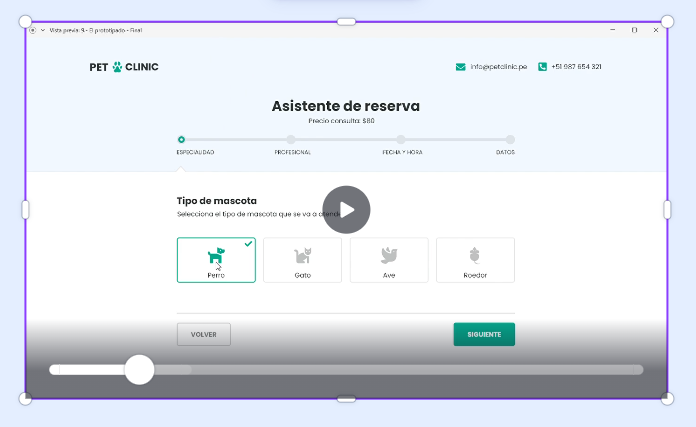 Vista previa: 9 - El prototipado - Final
PET CLINIC
info@petclinic.pe
+51 987 654 321
Asistente de reserva
Precio consulta: $80
ESPECIALIDAD
PROFESIONAL
FECHA Y HORA
DATOS
Tipo de mascota
Selecciona el tipo de mascota que se va a
Perro
Gato
Ave
Roedor
VOLVER
SIGUIENTE